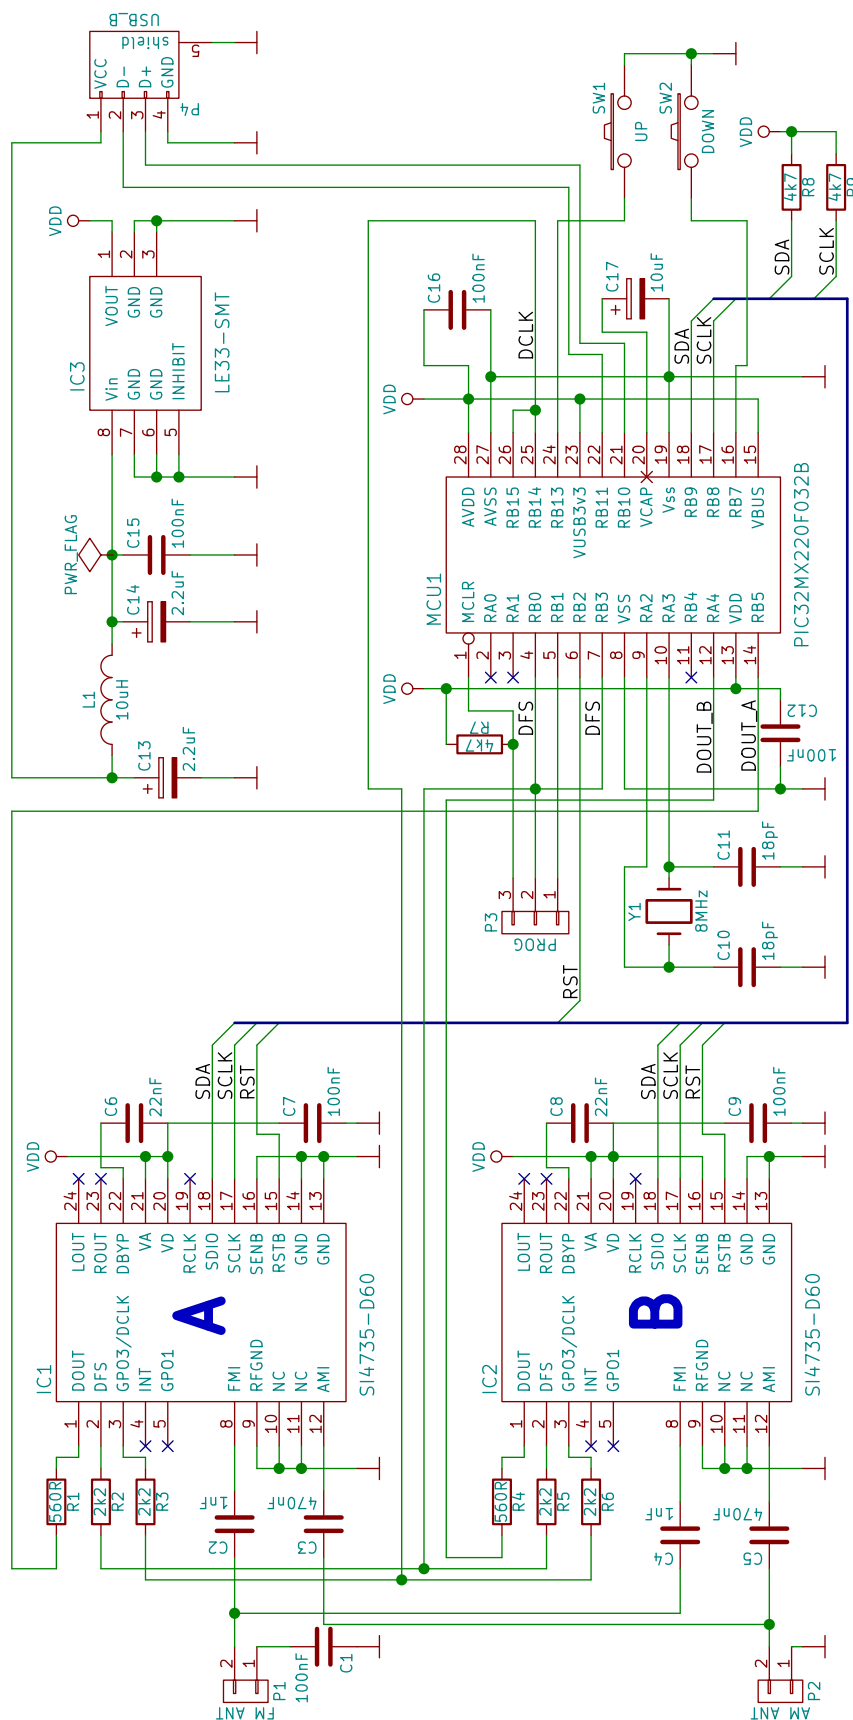 USB_B
shield
5
VCC
D-
D+
GND
1
2
3
4
P4
VDD
1
2
3
VOUT
GND
GND
IC3
LE33-SMT
Vin
GND
GND
INHIBIT
8
7
6
5
PWR_FLAG
C15
100nF
C14
2.2uF
L1
10uH
C13
2.2uF
SW1
UP
SW2
DOWN
VDD
4k7
R8
4k7
SDA
SCLK
C16
100nF
C17
10uF
DCLK
SDA
SCLK
VDD
28
27
26
25
24
23
22
21
20
19
18
17
16
15
AVDD
AVSS
RB15
RB14
RB13
VUSB3v3
RB11
RB10
VCAP
Vss
RB9
RB8
RB7
VBUS
MCU1
PIC32MX220F032B
MCLR
RA0
RA1
RB0
RB1
RB2
RB3
VSS
RA2
RA3
RB4
RA4
VDD
RB5
1
2
3
4
5
6
7
8
9
10
11
12
13
14
VDD
R7
4k7
DFS
DFS
DOUT_B
DOUT_A
C12
100nF
C11
18pF
Y1
8MHz
C10
18pF
P3
3
2
1
PROG
RST
SDA
SCLK
RST
C6
22nF
C7
100nF
VDD
24
23
22
21
20
19
18
17
16
15
14
13
LOUT
ROUT
DBYP
VA
VD
RCLK
SDIO
SCLK
SENB
RSTB
GND
GND
A
IC1
SI4735-D60
DOUT
DFS
GPO3/DCLK
INT
GPO1
FMI
RFGND
NC
NC
AMI
1
2
3
4
5
8
9
10
11
12
560R
R1
2k2
R2
2k2
R3
1nF
C2
470nF
C3
SDA
SCLK
RST
C8
22nF
C9
100nF
VDD
24
23
22
21
20
19
18
17
16
15
14
13
LOUT
ROUT
DBYP
VA
VD
RCLK
SDIO
SCLK
SENB
RSTB
GND
GND
B
IC2
SI4735-D60
DOUT
DFS
GPO3/DCLK
INT
GPO1
FMI
RFGND
NC
NC
AMI
1
2
3
4
5
8
9
10
11
12
560R
R4
2k2
R5
2k2
R6
1nF
C4
470nF
C5
2
1
P1
FM ANT
100nF
C1
2
1
P2
AM ANT